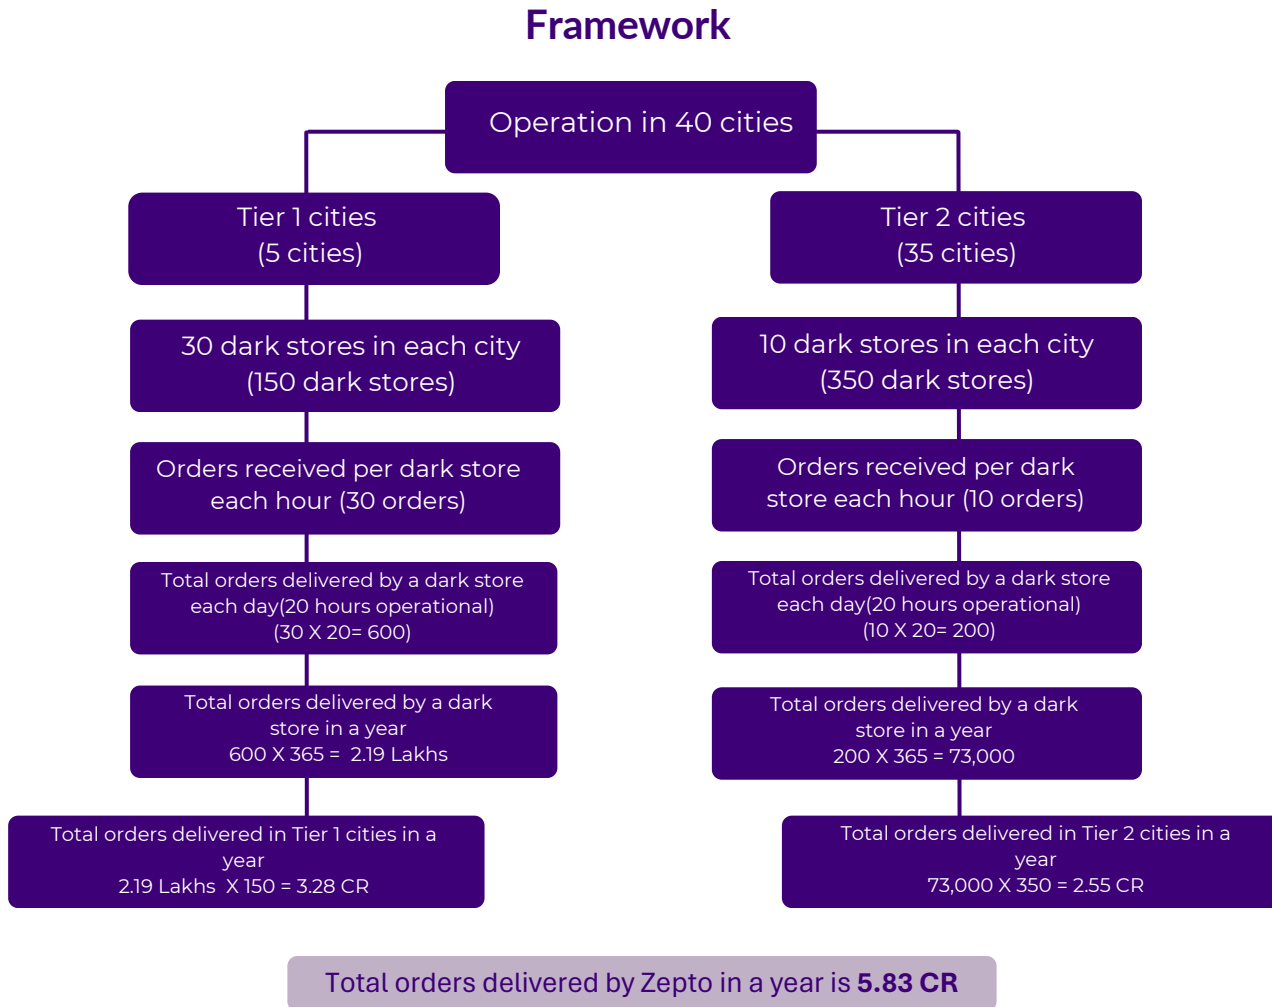 Framework
Operation in 40 cities
Tier 1 cities
(5 cities)
30 dark stores in each city
(150 dark stores)
Orders received per dark store
each hour (30 orders)
Total orders delivered by a dark store
each day(20 hours operational)
(30 X 20= 600)
Total orders delivered by a dark
store in a year
600 X 365 =  2.19 Lakhs
Total orders delivered in Tier 1 cities in a
year
2.19 Lakhs  X 150 = 3.28 CR
Tier 2 cities
(35 cities)
10 dark stores in each city
(350 dark stores)
Orders received per dark
store each hour (10 orders)
Total orders delivered by a dark store
each day(20 hours operational)
(10 X 20= 200)
Total orders delivered by a dark
store in a year
200 X 365 = 73,000
Total orders delivered in Tier 2 cities in a
year
73,000 X 350 = 2.55 CR
Total orders delivered by Zepto in a year is 5.83 CR